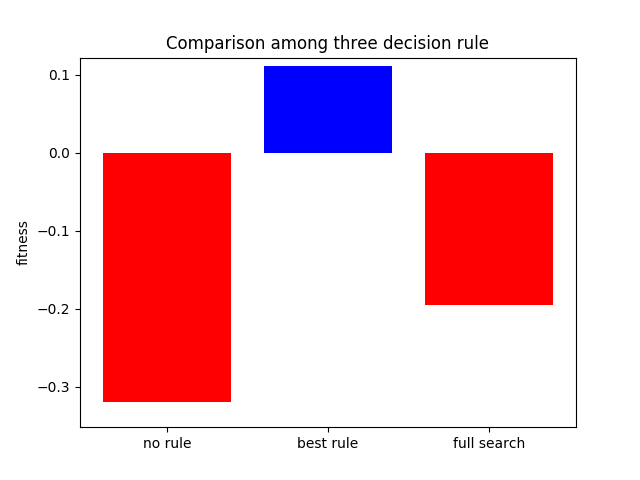 Comparison among three decision rule
0.1
0.0
−0.1
−0.2
−0.3
fitness
no rule
best rule
full search